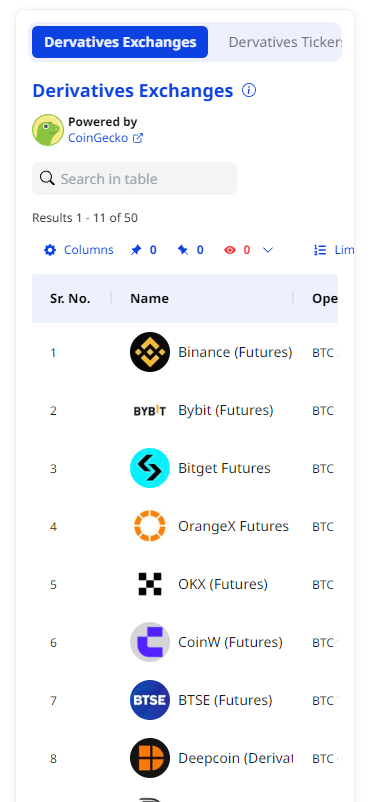 Dervatives Exchanges Dervatives Tickers
Derivatives Exchanges
Powered by
CoinGecko
Search in table
Results 1 - 11 of 50
Columns 0 0 0 Lim
Sr. No. Name Ope
1 Binance (Futures) BTC
2 BYBIT Bybit (Futures) BTC
3 Bitget Futures BTC
4 OrangeX Futures BTC
5 OKX (Futures) BTC
6 CoinW (Futures) BTC
7 BTSE BTSE (Futures) BTC
8 Deepcoin (Derivat BTC